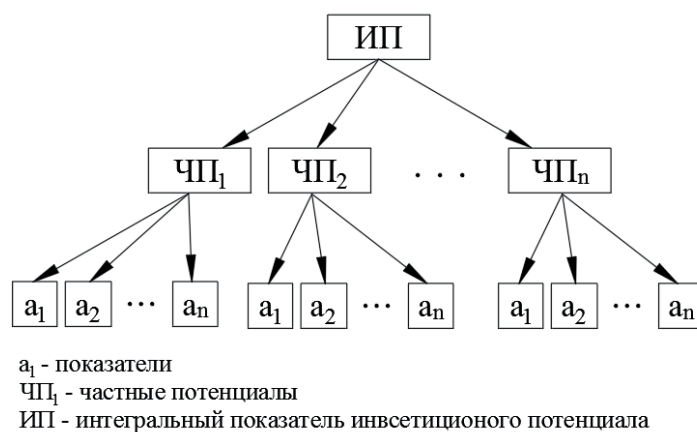 ИП
ЧП₁ ЧП₂ . . . ЧПₙ
a₁ a₂ ... aₙ a₁ a₂ ... aₙ a₁ a₂ ... aₙ
a₁ - показатели
ЧП₁ - частные потенциалы
ИП - интегральный показатель инвсетиционого потенциала